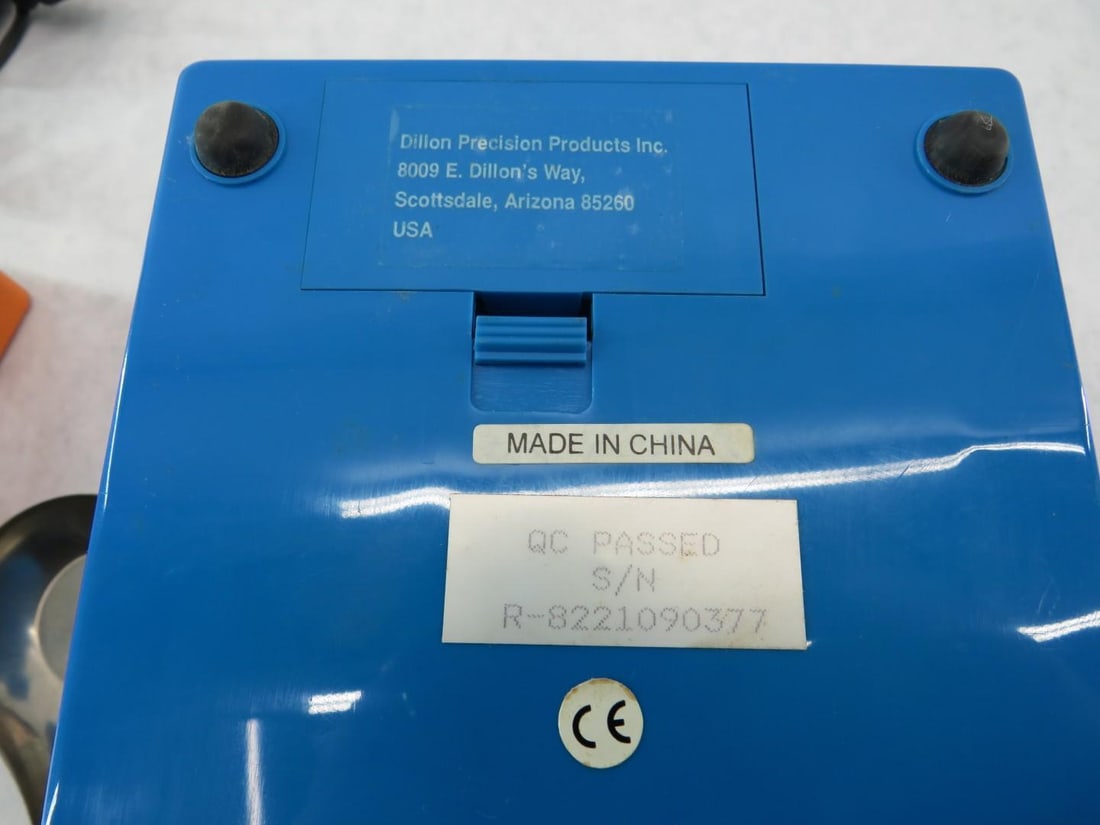 Dillon Precision Products Inc.
8009 E. Dillon's Way,
Scottsdale, Arizona 85260
USA
MADE IN CHINA
QC PASSED
S/N
R-8221090377
CE